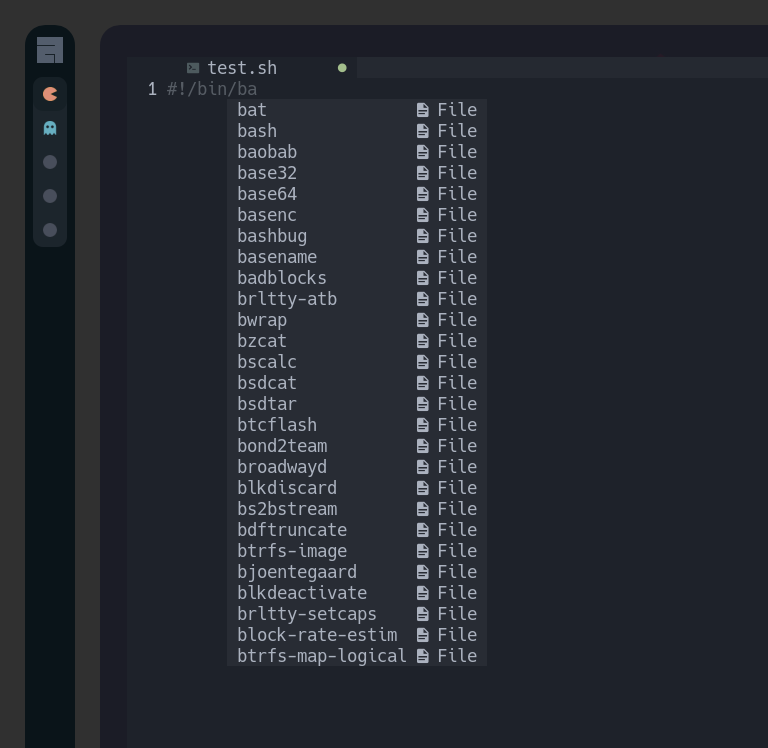 test.sh
1 #!/bin/ba
bat File
bash File
baobab File
base32 File
base64 File
basenc File
bashbug File
basename File
badblocks File
brltty-atb File
bwrap File
bzcat File
bscalc File
bsdcat File
bsdtar File
btcflash File
bond2team File
broadwayd File
blkdiscard File
bs2bstream File
bdftruncate File
btrfs-image File
bjoentegaard File
blkdeactivate File
brltty-setcaps File
block-rate-estim File
btrfs-map-logical File